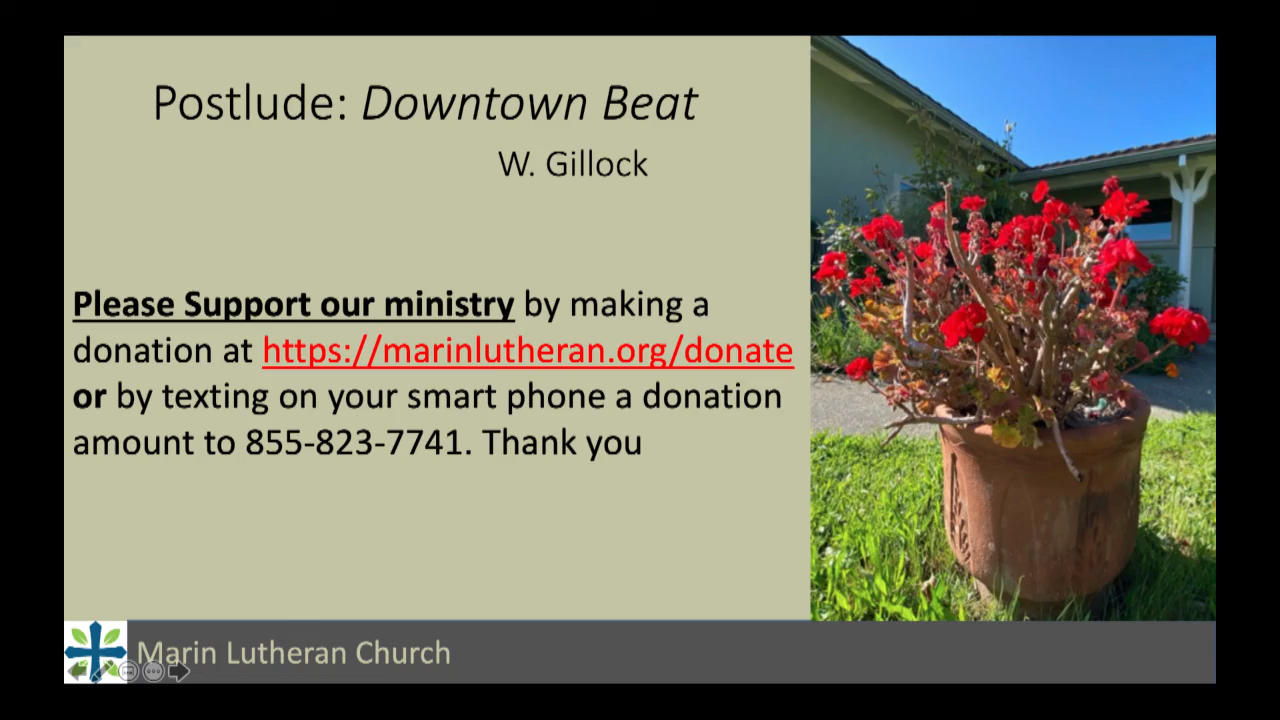 Postlude: Downtown Beat
W. Gillock
Please Support our ministry by making a
donation at https://marinlutheran.org/donate
or by texting on your smart phone a donation
amount to 855-823-7741. Thank you
Marin Lutheran Church